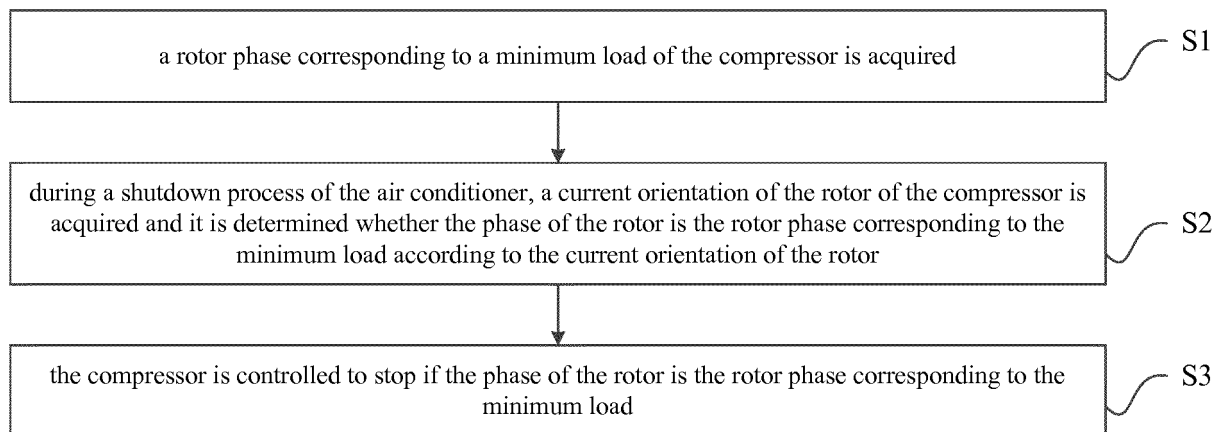 a rotor phase corresponding to a minimum load of the compressor is acquired
S1
during a shutdown process of the air conditioner, a current orientation of the rotor of the compressor is
acquired and it is determined whether the phase of the rotor is the rotor phase corresponding to the
minimum load according to the current orientation of the rotor
S2
the compressor is controlled to stop if the phase of the rotor is the rotor phase corresponding to the
minimum load
S3